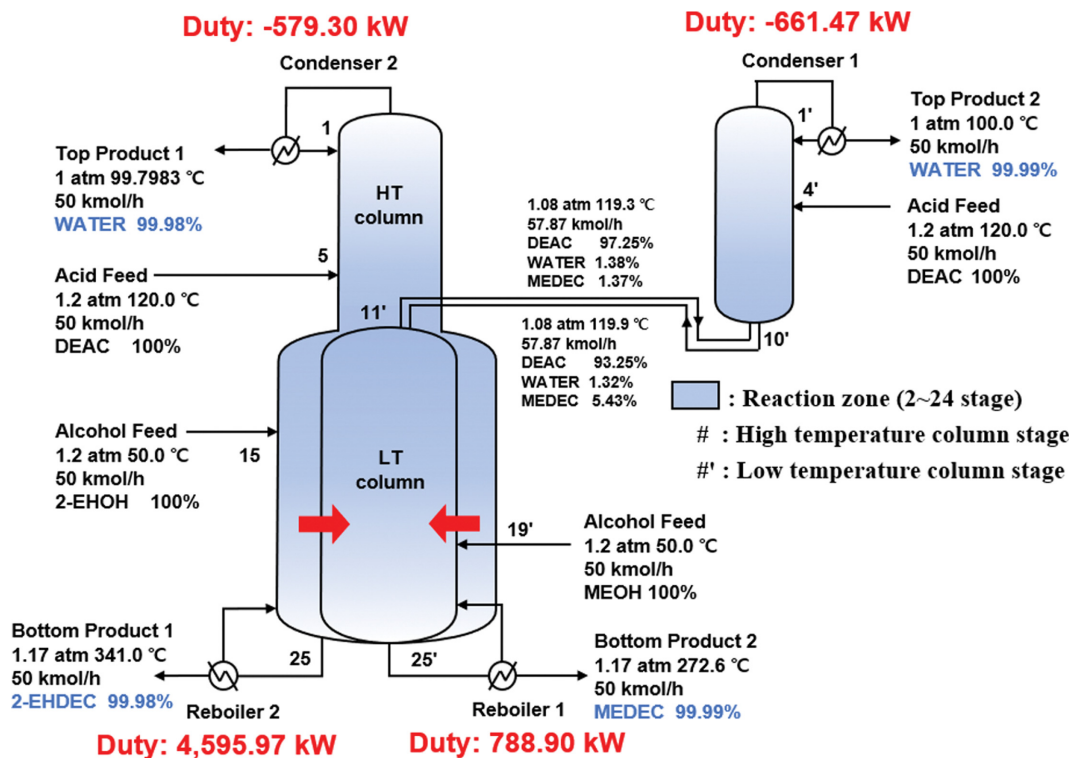 Duty: -579.30 kW
Duty: -661.47 kW
Condenser 2
Condenser 1
1
1'
Top Product 1
1 atm 99.7983 ℃
50 kmol/h
WATER 99.98%
Top Product 2
1 atm 100.0 ℃
50 kmol/h
WATER 99.99%
HT
column
4'
Acid Feed
1.2 atm 120.0 ℃
50 kmol/h
DEAC 100%
1.08 atm 119.3 ℃
57.87 kmol/h
DEAC 97.25%
WATER 1.38%
MEDEC 1.37%
5
Acid Feed
1.2 atm 120.0 ℃
50 kmol/h
DEAC 100%
11'
10'
1.08 atm 119.9 ℃
57.87 kmol/h
DEAC 93.25%
WATER 1.32%
MEDEC 5.43%
: Reaction zone (2~24 stage)
# : High temperature column stage
#' : Low temperature column stage
Alcohol Feed
1.2 atm 50.0 ℃
50 kmol/h
2-EHOH 100%
15
LT
column
19'
Alcohol Feed
1.2 atm 50.0 ℃
50 kmol/h
MEOH 100%
Bottom Product 1
1.17 atm 341.0 ℃
50 kmol/h
2-EHDEC 99.98%
25
25'
Bottom Product 2
1.17 atm 272.6 ℃
50 kmol/h
MEDEC 99.99%
Reboiler 2
Reboiler 1
Duty: 4,595.97 kW
Duty: 788.90 kW